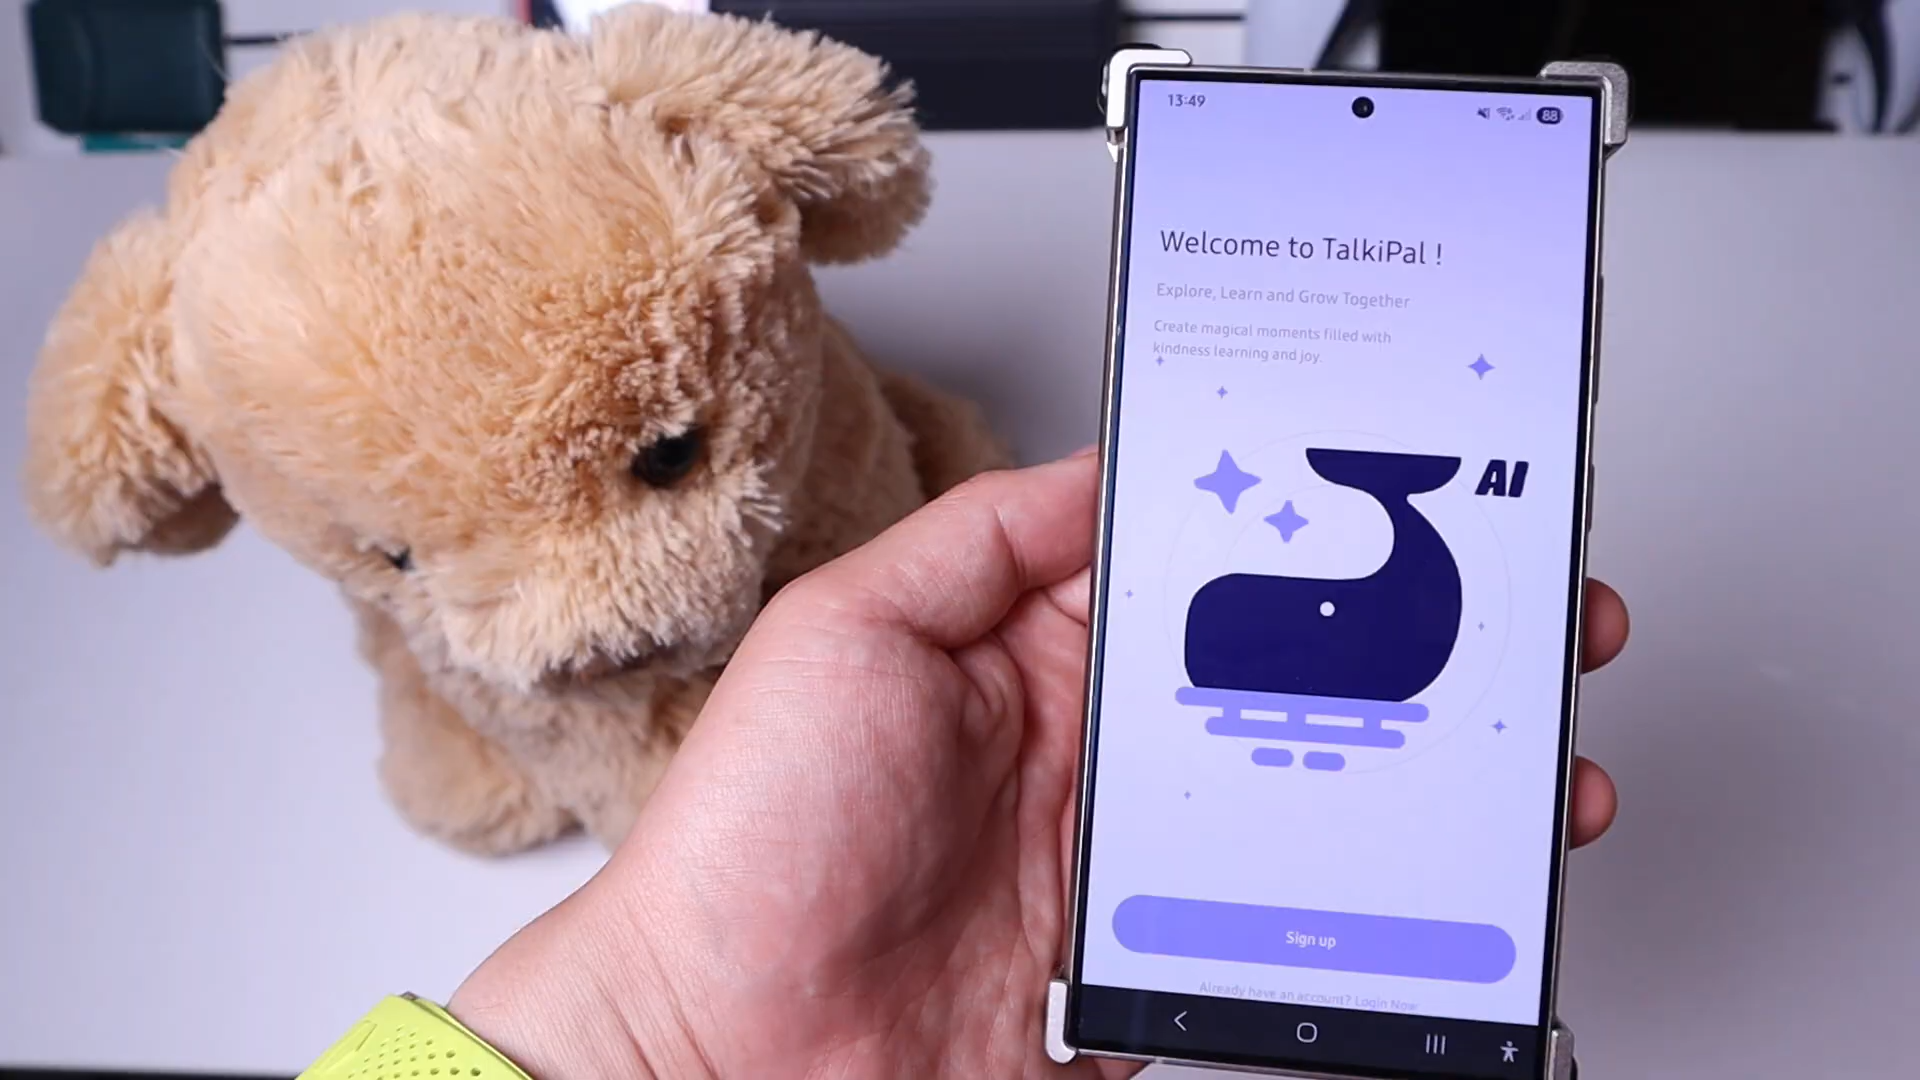 13:49
88
Welcome to TalkiPal !
Explore, Learn and Grow Together
Create magical moments filled with
kindness learning and joy.
AI
Sign up
Already have an account? Login Now